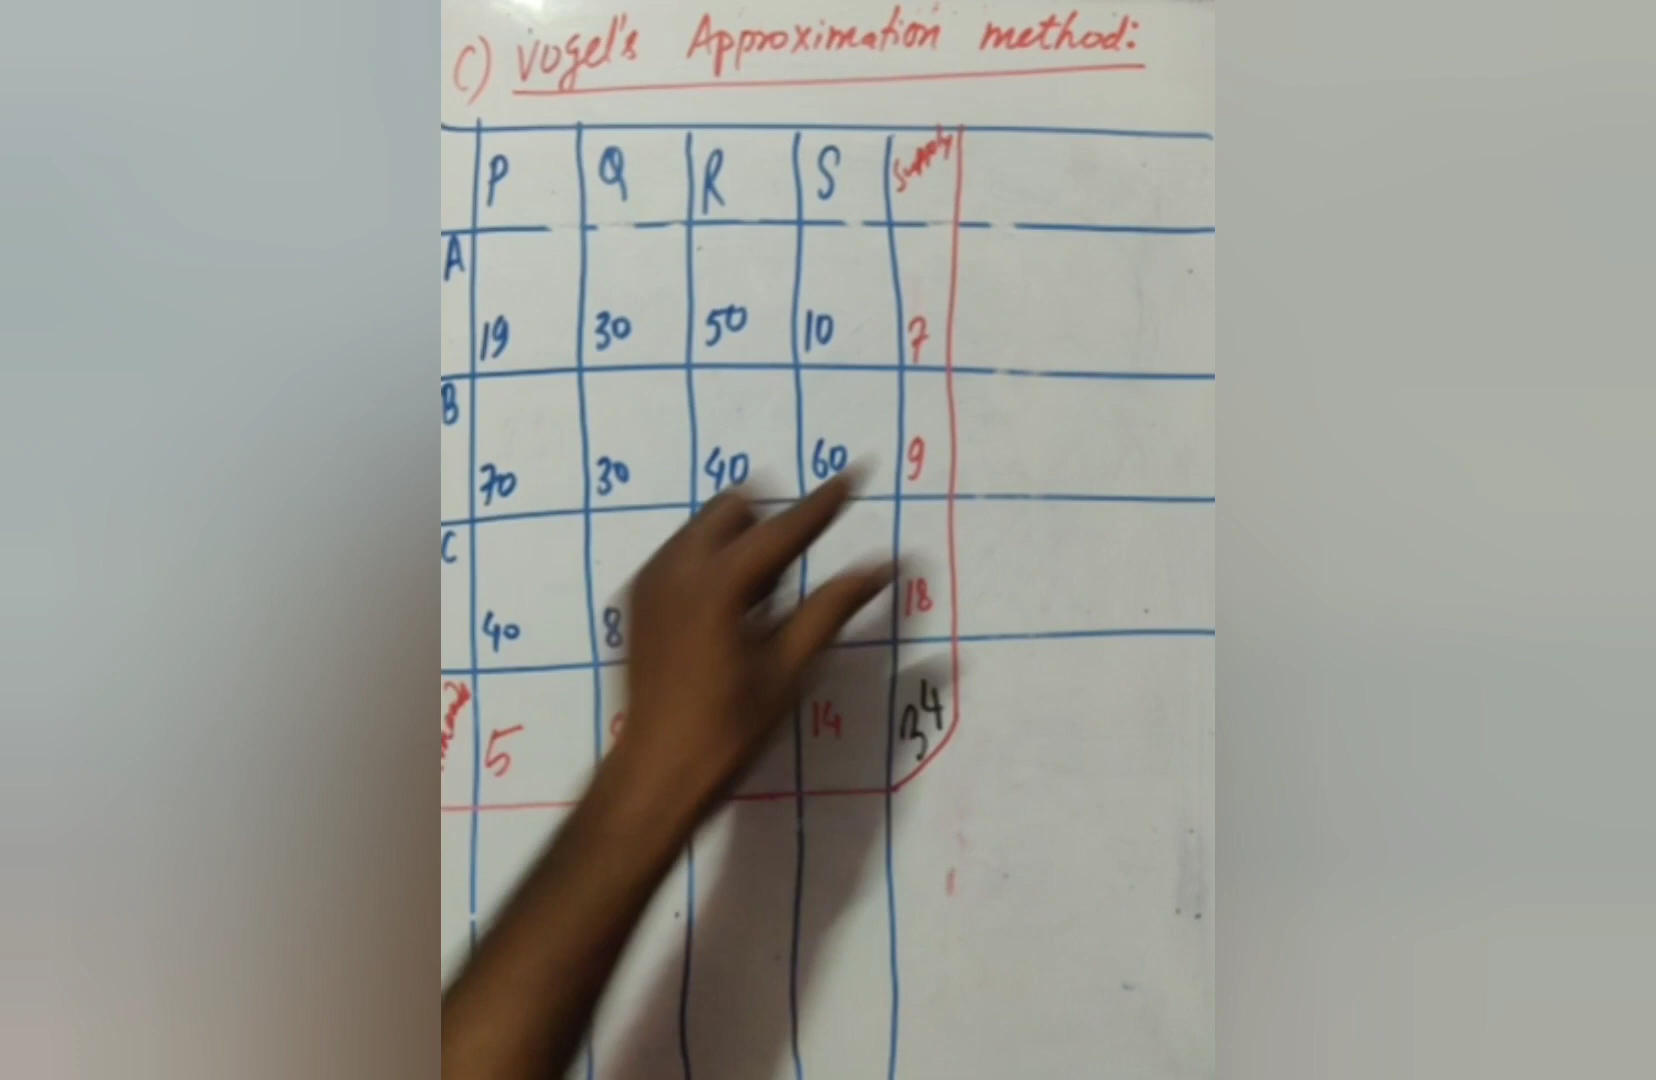 C) Vogel's Approximation method:
P Q R S Supply
A
19 30 50 10 7
B
70 30 40 60 9
C
40 8 18
5 14 34